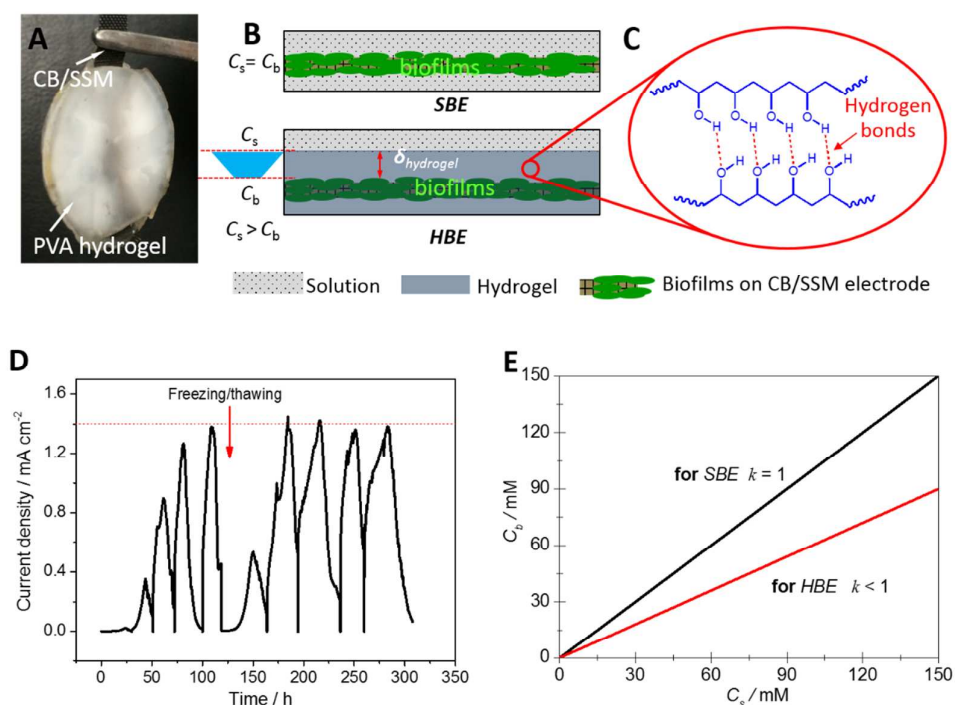 A
CB/SSM
PVA hydrogel
B
Cs = Cb
biofilms
SBE
Cs
Cb
Cs > Cb
δhydrogel
biofilms
HBE
C
O H O H O H O H
Hydrogen
bonds
H O H O H O H O
Solution
Hydrogel
Biofilms on CB/SSM electrode
D
Freezing/thawing
1.6
1.2
0.8
0.4
0.0
Current density / mA cm-2
0 50 100 150 200 250 300 350
Time / h
E
150
120
90
60
30
0
Cb / mM
for SBE k = 1
for HBE k < 1
0 30 60 90 120 150
Cs / mM